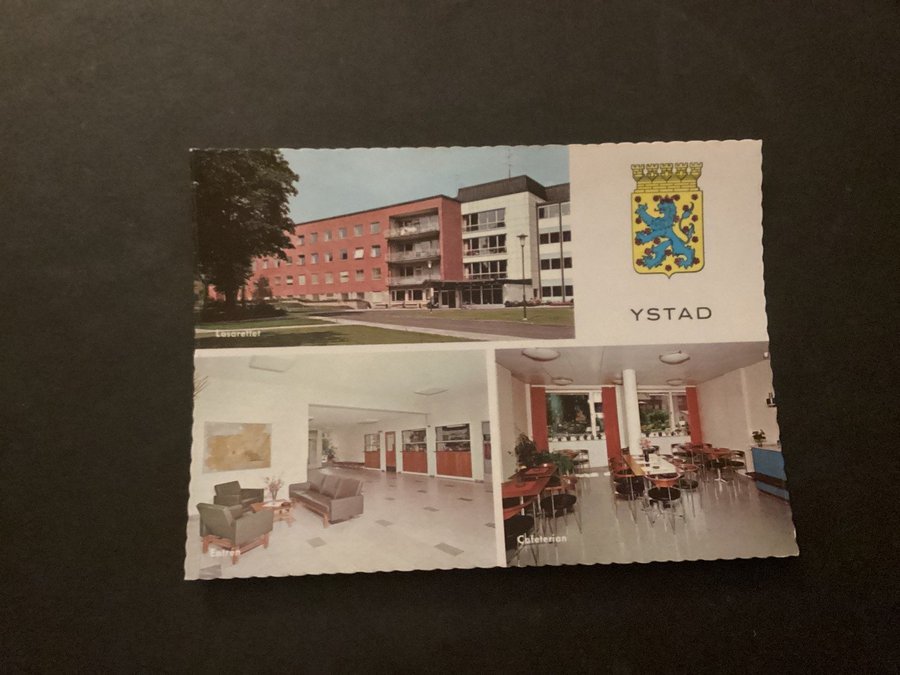 YSTAD
Lasarettet
Entrén
Cafeterian